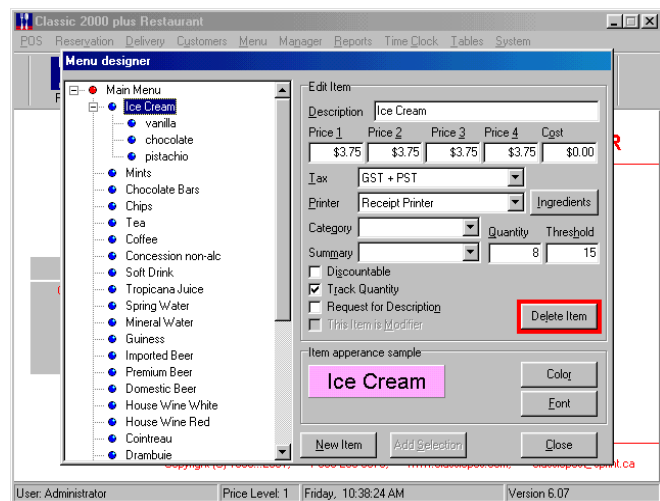 Classic 2000 plus Restaurant
POS Reservation Delivery Customers Menu Manager Reports Time Clock Tables System
Menu designer
Main Menu
Ice Cream
vanilla
chocolate
pistachio
Mints
Chocolate Bars
Chips
Tea
Coffee
Concession non-alc
Soft Drink
Tropicana Juice
Spring Water
Mineral Water
Guiness
Imported Beer
Premium Beer
Domestic Beer
House Wine White
House Wine Red
Cointreau
Drambuie
Edit Item
Description Ice Cream
Price 1 Price 2 Price 3 Price 4 Cost
$3.75 $3.75 $3.75 $3.75 $0.00
Tax GST + PST
Printer Receipt Printer Ingredients
Category Quantity Threshold
Summary 8 15
Discountable
Track Quantity
Request for Description
This Item is Modifier
Delete Item
Item apperance sample
Ice Cream
Color
Font
New Item Add Selection Close
User: Administrator Price Level: 1 Friday, 10:38:24 AM Version 6.07